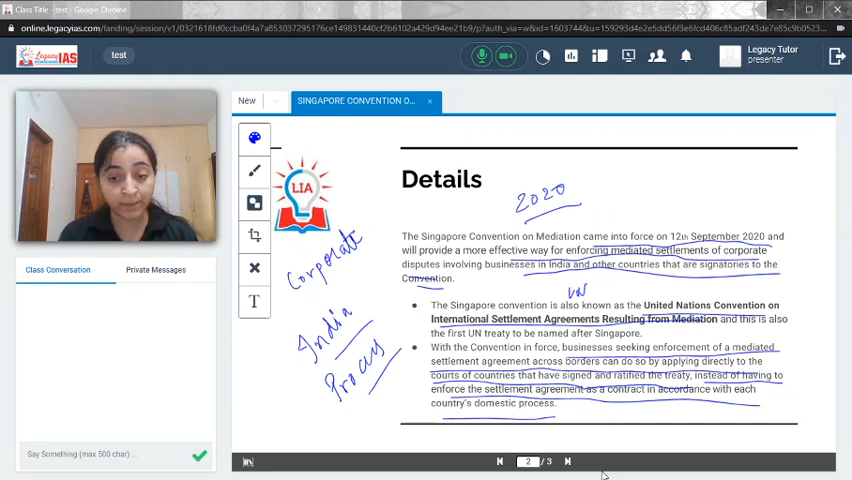 Class Title - test - Google Chrome
test
Legacy IAS
Legacy Tutor
presenter
New
SINGAPORE CONVENTION O...
LIA
Details
2020
The Singapore Convention on Mediation came into force on 12th September 2020 and
will provide a more effective way for enforcing mediated settlements of corporate
disputes involving businesses in India and other countries that are signatories to the
Convention.
UN
The Singapore convention is also known as the United Nations Convention on
International Settlement Agreements Resulting from Mediation and this is also
the first UN treaty to be named after Singapore.
With the Convention in force, businesses seeking enforcement of a mediated
settlement agreement across borders can do so by applying directly to the
courts of countries that have signed and ratified the treaty, instead of having to
enforce the settlement agreement as a contract in accordance with each
country's domestic process.
Corporate
India
Process
T
Class Conversation
Private Messages
Say Something (max 500 char) ...
2 / 3